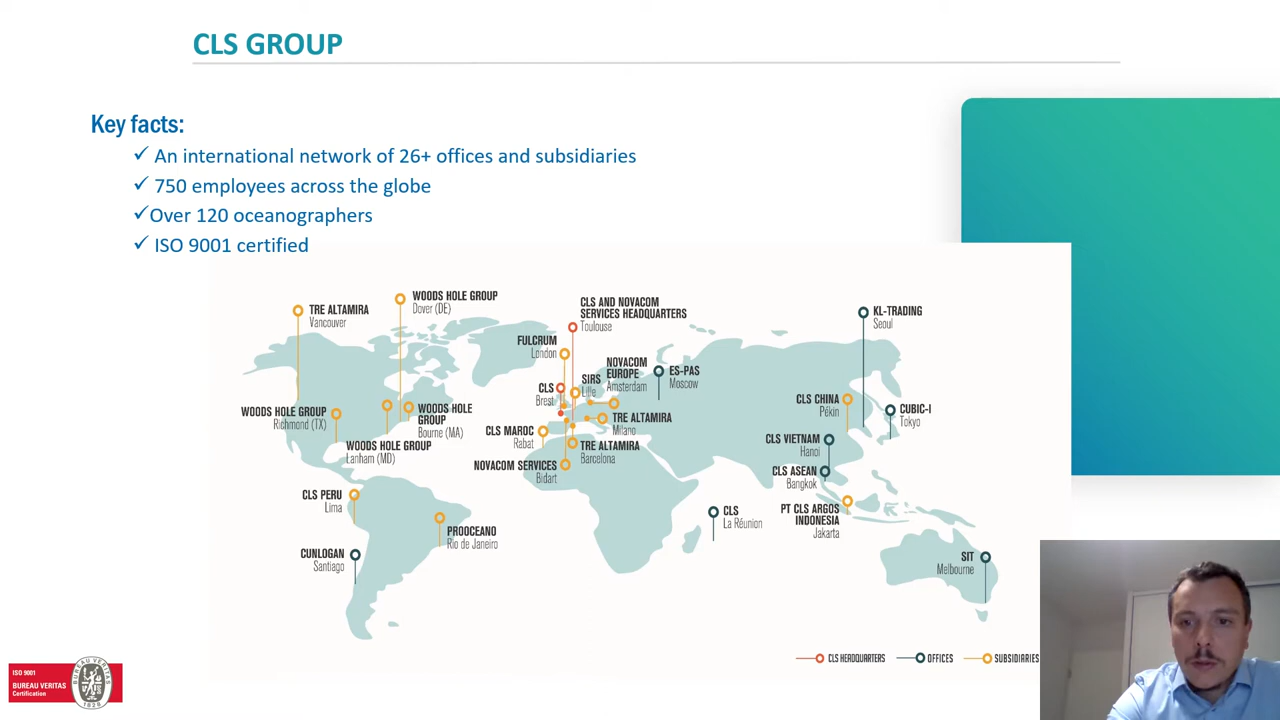 CLS GROUP
Key facts:
✓ An international network of 26+ offices and subsidiaries
✓ 750 employees across the globe
✓Over 120 oceanographers
✓ ISO 9001 certified
TRE ALTAMIRA
Vancouver
WOODS HOLE GROUP
Dover (DE)
CLS AND NOVACOM
SERVICES HEADQUARTERS
Toulouse
KL-TRADING
Seoul
FULCRUM
London
NOVACOM
EUROPE
Amsterdam
ES-PAS
Moscow
SIRS
Lille
CLS
Brest
WOODS HOLE GROUP
Richmond (TX)
WOODS HOLE
GROUP
Bourne (MA)
WOODS HOLE GROUP
Lanham (MD)
TRE ALTAMIRA
Milano
CLS MAROC
Rabat
TRE ALTAMIRA
Barcelona
NOVACOM SERVICES
Bidart
CLS CHINA
Pékin
CUBIC-I
Tokyo
CLS VIETNAM
Hanoi
CLS ASEAN
Bangkok
CLS PERU
Lima
PROOCEANO
Rio de Janeiro
CLS
La Réunion
PT CLS ARGOS
INDONESIA
Jakarta
CUNLOGAN
Santiago
SIT
Melbourne
CLS HEADQUARTERS
OFFICES
SUBSIDIARIES
ISO 9001
BUREAU VERITAS
Certification
BUREAU VERITAS
1828